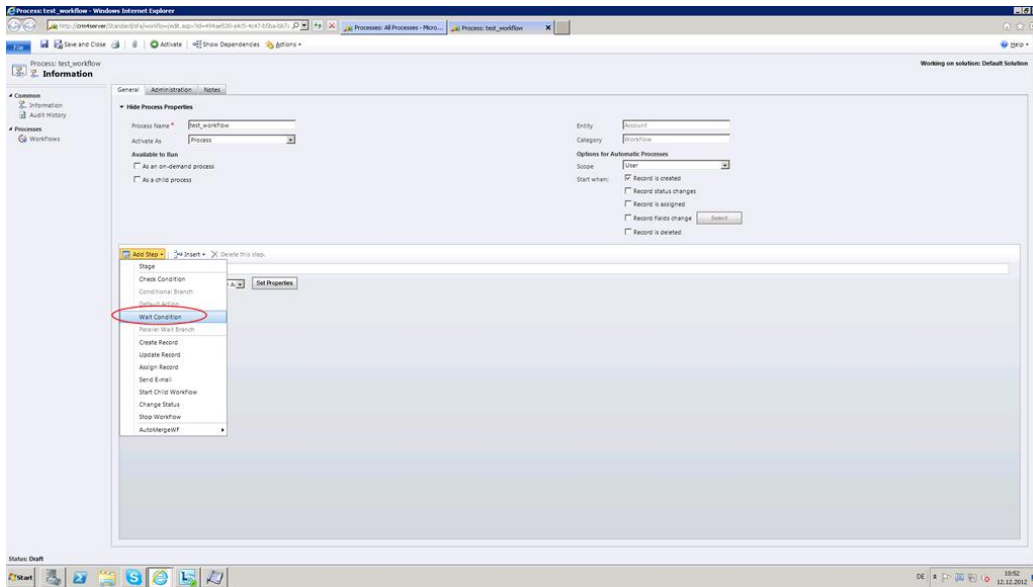 Process: test_workflow - Windows Internet Explorer
Processes: All Processes - Micro...
Process: test_workflow
File
Save and Close
Activate
Show Dependencies
Actions
Help
Process: test_workflow
Information
Working on solution: Default Solution
Common
Information
Audit History
Processes
Workflows
General Administration Notes
Hide Process Properties
Process Name *
test_workflow
Activate As
Process
Available to Run
As an on-demand process
As a child process
Entity
Account
Category
Workflow
Options for Automatic Processes
Scope
User
Start when:
Record is created
Record status changes
Record is assigned
Record fields change
Select
Record is deleted
Add Step
Insert
Delete this step.
Set Properties
Stage
Check Condition
Conditional Branch
Default Action
Wait Condition
Parallel Wait Branch
Create Record
Update Record
Assign Record
Send E-mail
Start Child Workflow
Change Status
Stop Workflow
AutoMergeWF
Status: Draft
Start
DE
10:52
12.12.2012